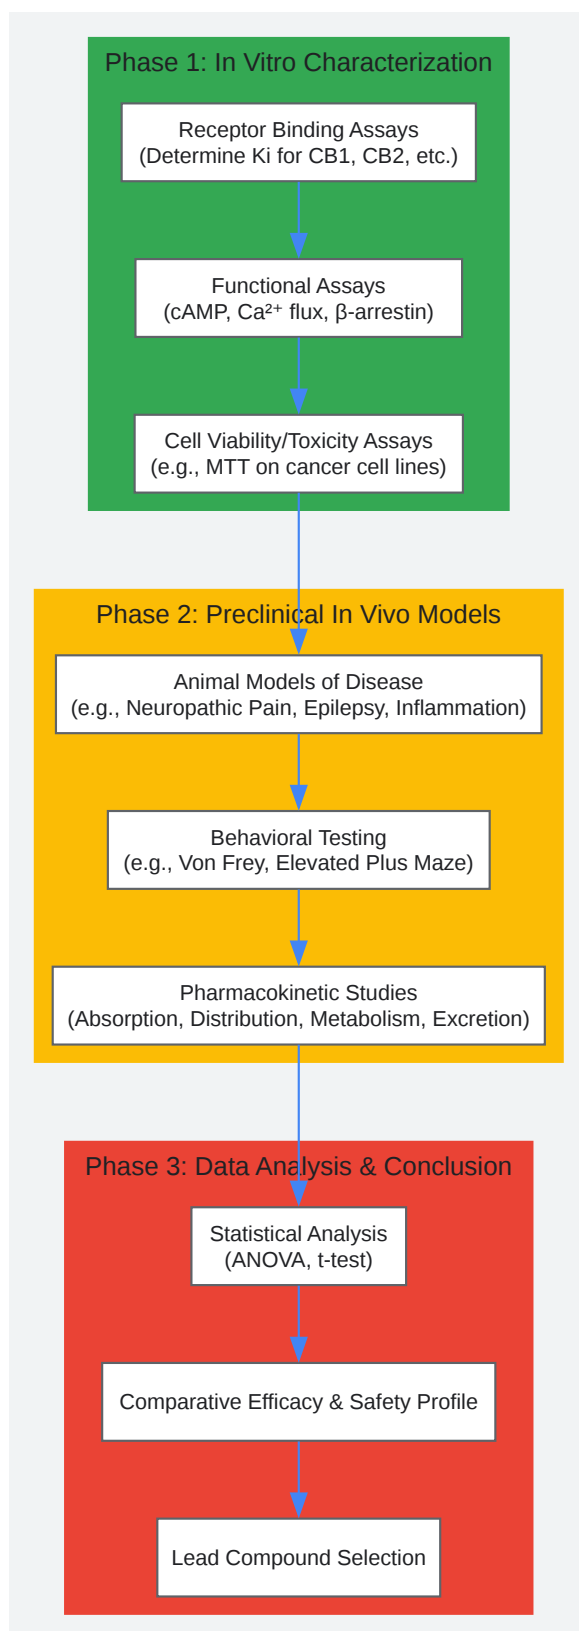 Phase 1: In Vitro Characterization
Receptor Binding Assays
(Determine Ki for CB1, CB2, etc.)
Functional Assays
(cAMP, Ca²⁺ flux, β-arrestin)
Cell Viability/Toxicity Assays
(e.g., MTT on cancer cell lines)
Phase 2: Preclinical In Vivo Models
Animal Models of Disease
(e.g., Neuropathic Pain, Epilepsy, Inflammation)
Behavioral Testing
(e.g., Von Frey, Elevated Plus Maze)
Pharmacokinetic Studies
(Absorption, Distribution, Metabolism, Excretion)
Phase 3: Data Analysis & Conclusion
Statistical Analysis
(ANOVA, t-test)
Comparative Efficacy & Safety Profile
Lead Compound Selection